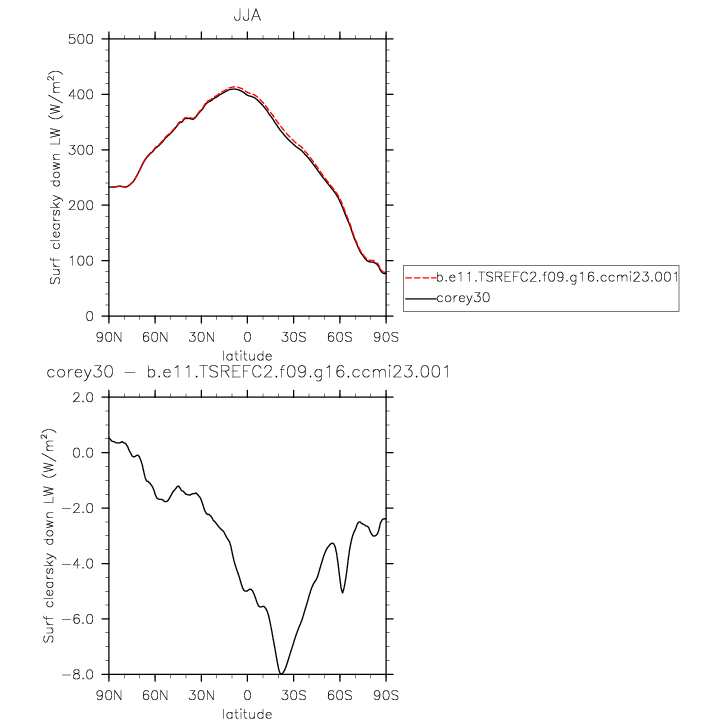 JJA
Surf clearsky down LW (W/m²)
500
400
300
200
100
0
90N 60N 30N 0 30S 60S 90S
latitude
b.e11.TSREFC2.f09.g16.ccmi23.001
corey30
corey30 − b.e11.TSREFC2.f09.g16.ccmi23.001
Surf clearsky down LW (W/m²)
2.0
0.0
−2.0
−4.0
−6.0
−8.0
90N 60N 30N 0 30S 60S 90S
latitude